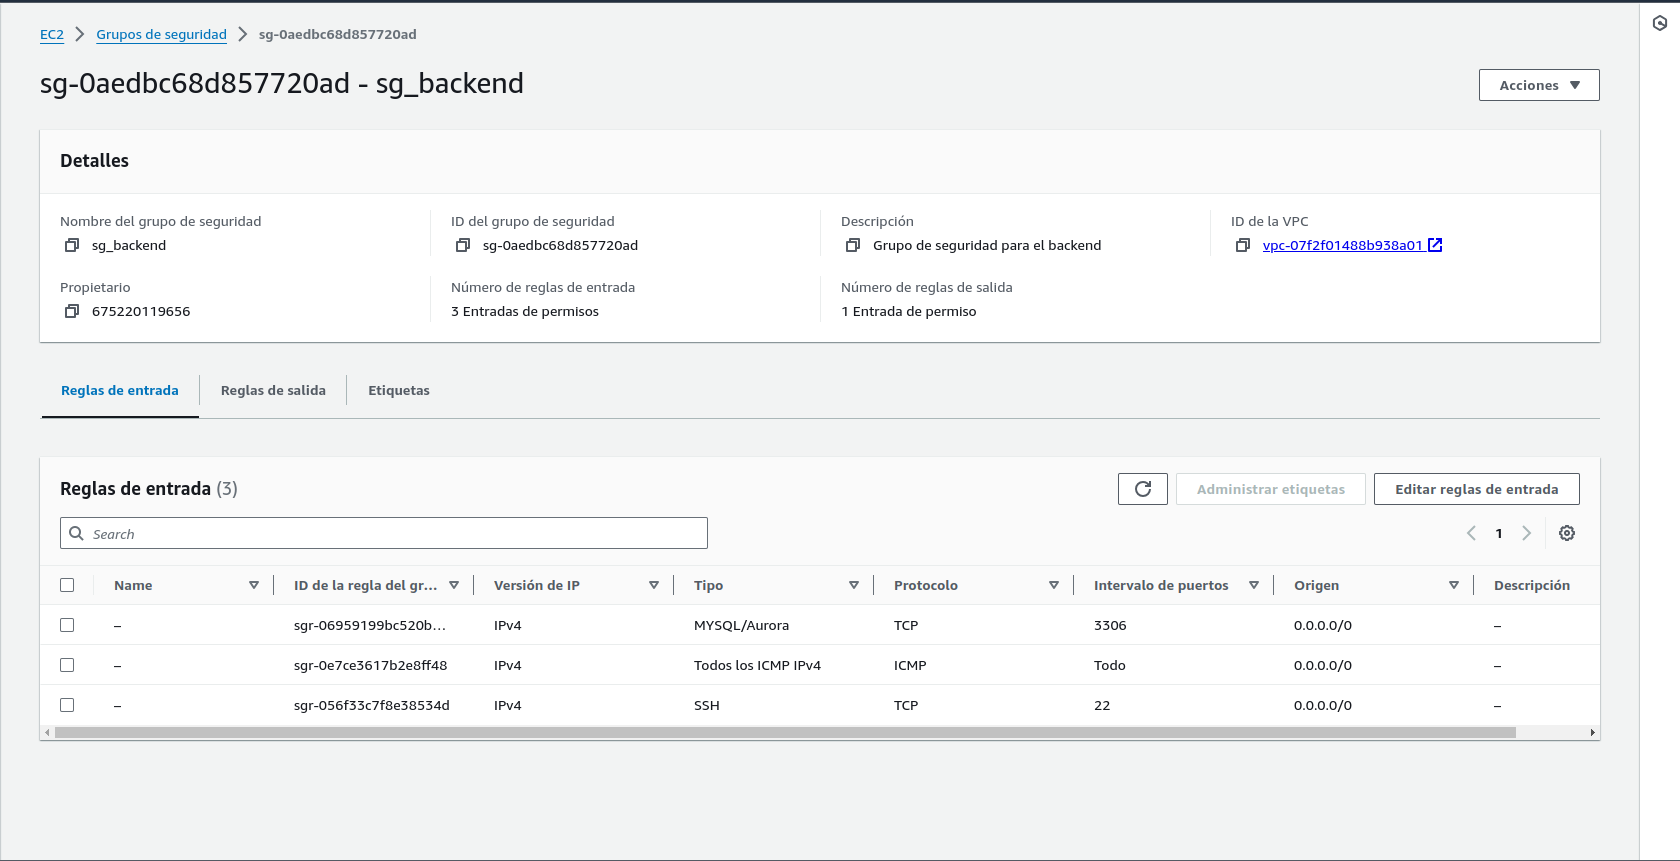 EC2 Grupos de seguridad sg-0aedbc68d857720ad
sg-0aedbc68d857720ad - sg_backend
Acciones
Detalles
Nombre del grupo de seguridad
sg_backend
ID del grupo de seguridad
sg-0aedbc68d857720ad
Descripción
Grupo de seguridad para el backend
ID de la VPC
vpc-07f2f01488b938a01
Propietario
675220119656
Número de reglas de entrada
3 Entradas de permisos
Número de reglas de salida
1 Entrada de permiso
Reglas de entrada Reglas de salida Etiquetas
Reglas de entrada (3)
Administrar etiquetas Editar reglas de entrada
Search
1
Name ID de la regla del gr... Versión de IP Tipo Protocolo Intervalo de puertos Origen Descripción
– sgr-06959199bc520b... IPv4 MYSQL/Aurora TCP 3306 0.0.0.0/0 –
– sgr-0e7ce3617b2e8ff48 IPv4 Todos los ICMP IPv4 ICMP Todo 0.0.0.0/0 –
– sgr-056f33c7f8e38534d IPv4 SSH TCP 22 0.0.0.0/0 –